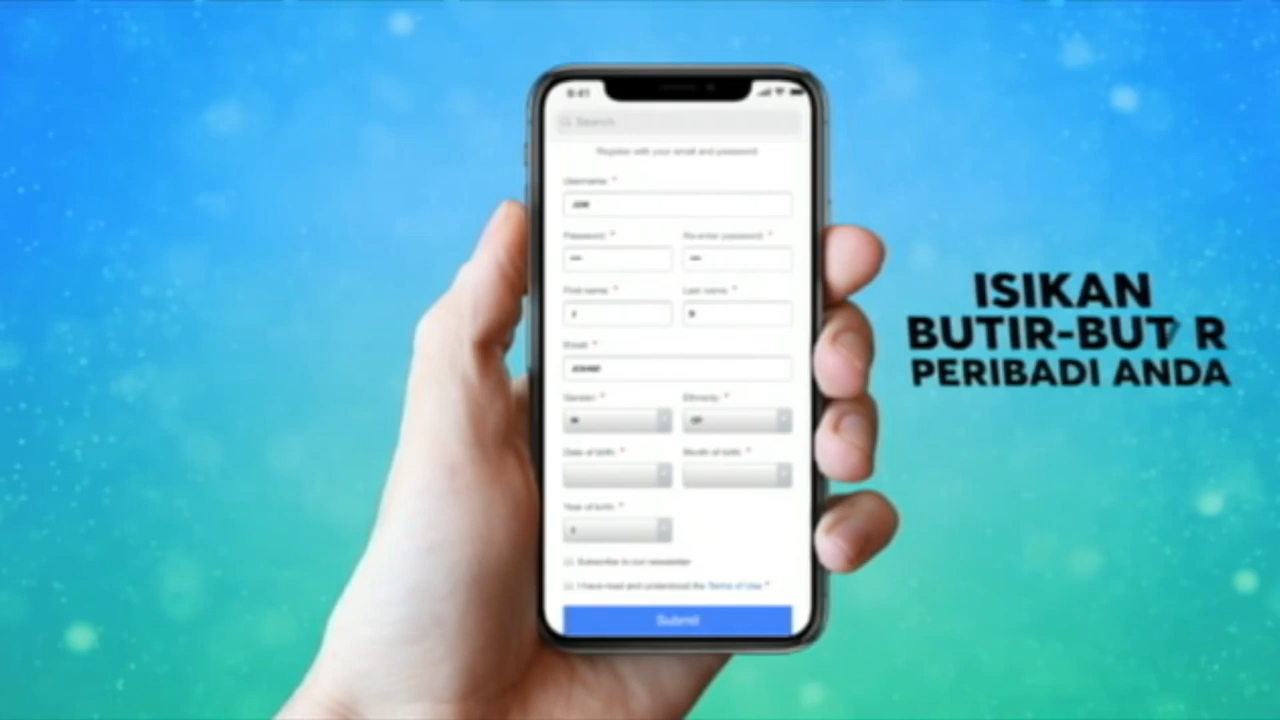 9:41
Search
Register with your email and password
Username *
Password * Re-enter password *
First name * Last name *
Email *
Gender * Ethnicity *
M
Date of birth * Month of birth *
Year of birth *
Subscribe to our newsletter
I have read and understood the Terms of Use *
Submit
ISIKAN
BUTIR-BUT R
PERIBADI ANDA